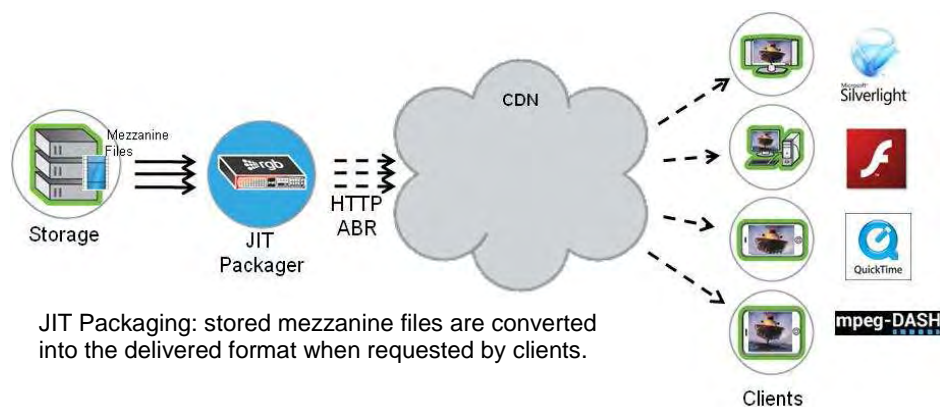 Mezzanine
Files
Storage
rgb
JIT
Packager
HTTP
ABR
CDN
Microsoft
Silverlight
QuickTime
mpeg-DASH
Clients
JIT Packaging: stored mezzanine files are converted
into the delivered format when requested by clients.